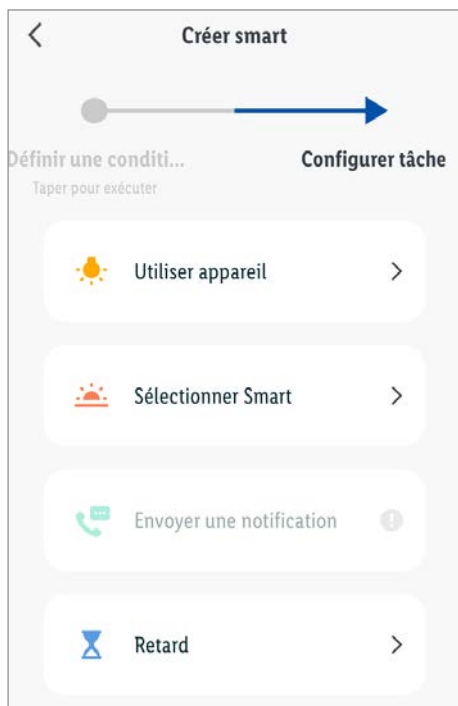 Créer smart
Définir une conditi...
Configurer tâche
Taper pour exécuter
Utiliser appareil
Sélectionner Smart
Envoyer une notification
Retard